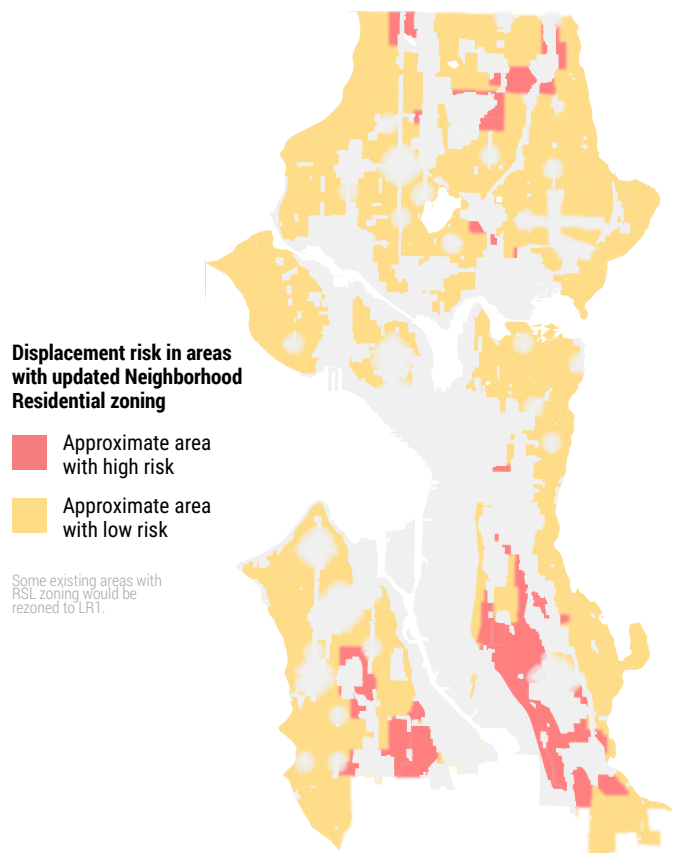 Displacement risk in areas
with updated Neighborhood
Residential zoning
Approximate area
with high risk
Approximate area
with low risk
Some existing areas with
RSL zoning would be
rezoned to LR1.